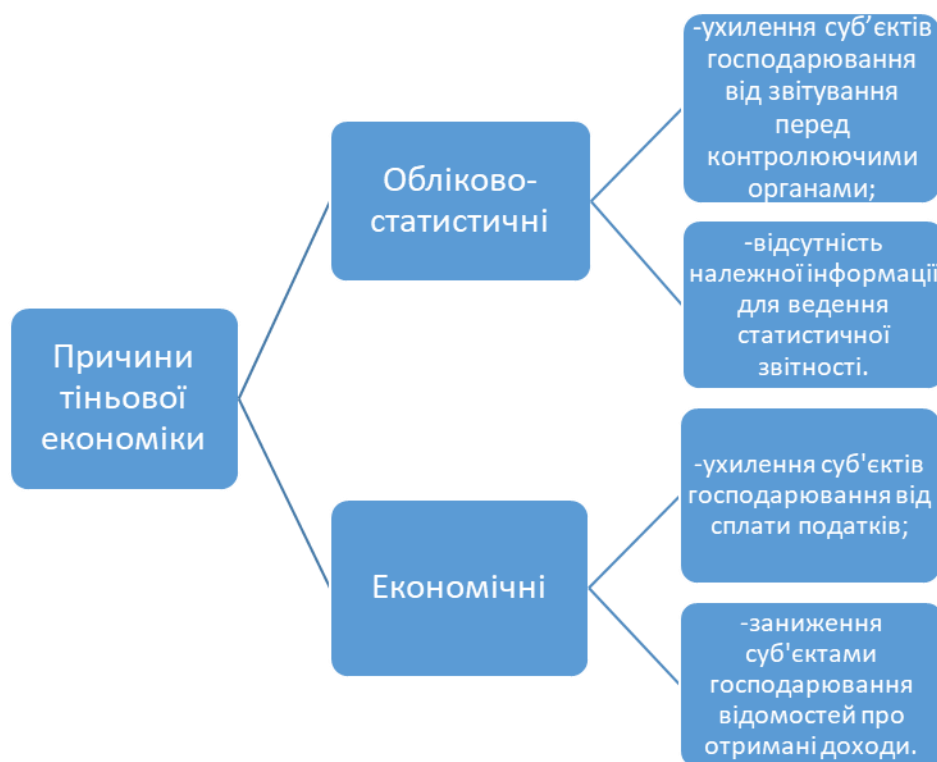 Причини
тіньової
економіки
Обліково-
статистичні
-ухилення суб’єктів
господарювання
від звітування
перед
контролюючими
органами;
-відсутність
належної інформації
для ведення
статистичної
звітності.
Економічні
-ухилення суб'єктів
господарювання від
сплати податків;
-заниження
суб'єктами
господарювання
відомостей про
отримані доходи.